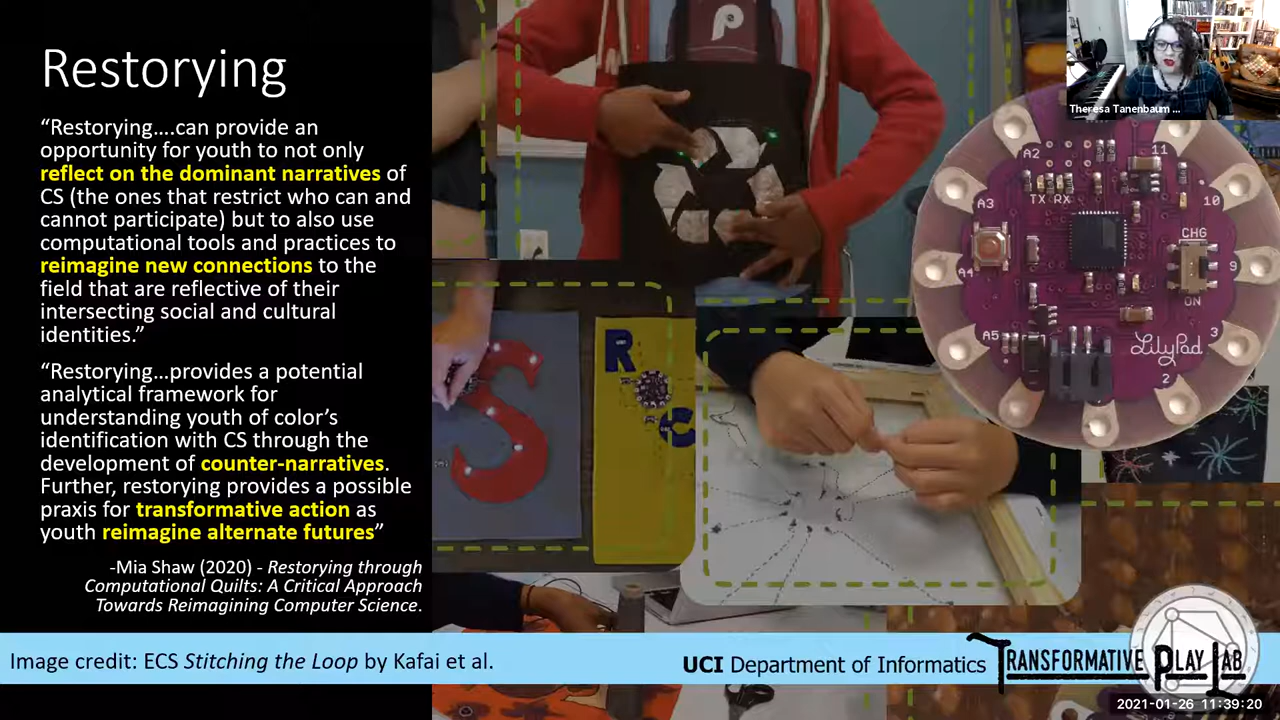 Restorying
“Restorying….can provide an
opportunity for youth to not only
reflect on the dominant narratives of
CS (the ones that restrict who can and
cannot participate) but to also use
computational tools and practices to
reimagine new connections to the
field that are reflective of their
intersecting social and cultural
identities.”
“Restorying…provides a potential
analytical framework for
understanding youth of color’s
identification with CS through the
development of counter-narratives.
Further, restorying provides a possible
praxis for transformative action as
youth reimagine alternate futures”
-Mia Shaw (2020) - Restorying through
Computational Quilts: A Critical Approach
Towards Reimagining Computer Science.
Image credit: ECS Stitching the Loop by Kafai et al.
UCI Department of Informatics
TRANSFORMATIVE PLAY LAB
2021-01-26 11:39:20
Theresa Tanenbaum ...
P
A2
11
TX RX
A3
10
CHG
A4
9
ON
A5
3
LilyPad
2
S
R
C